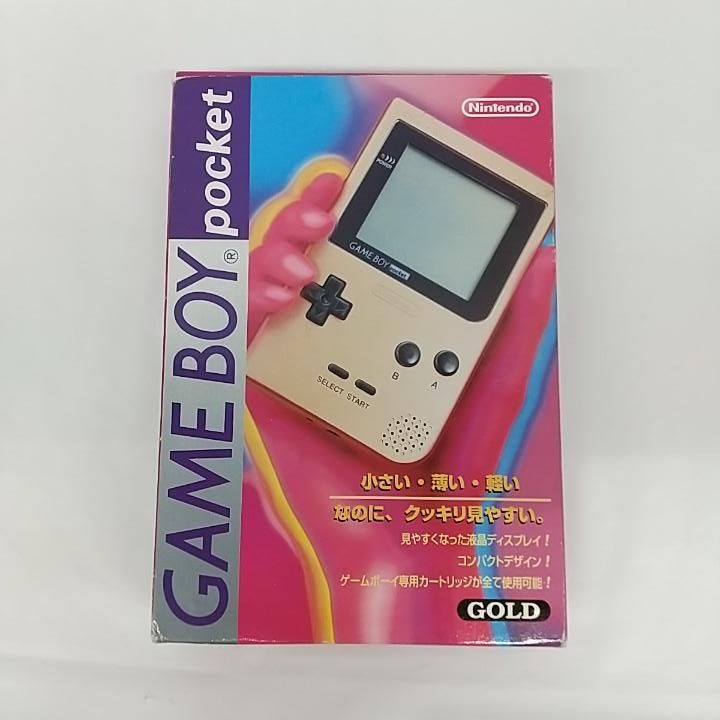 GAME BOY® pocket
Nintendo®
POWER
GAME BOY pocket
Nintendo
B A
SELECT START
小さい・薄い・軽い
なのに、クッキリ見やすい。
見やすくなった液晶ディスプレイ!
コンパクトデザイン!
ゲームボーイ専用カートリッジが全て使用可能!
GOLD